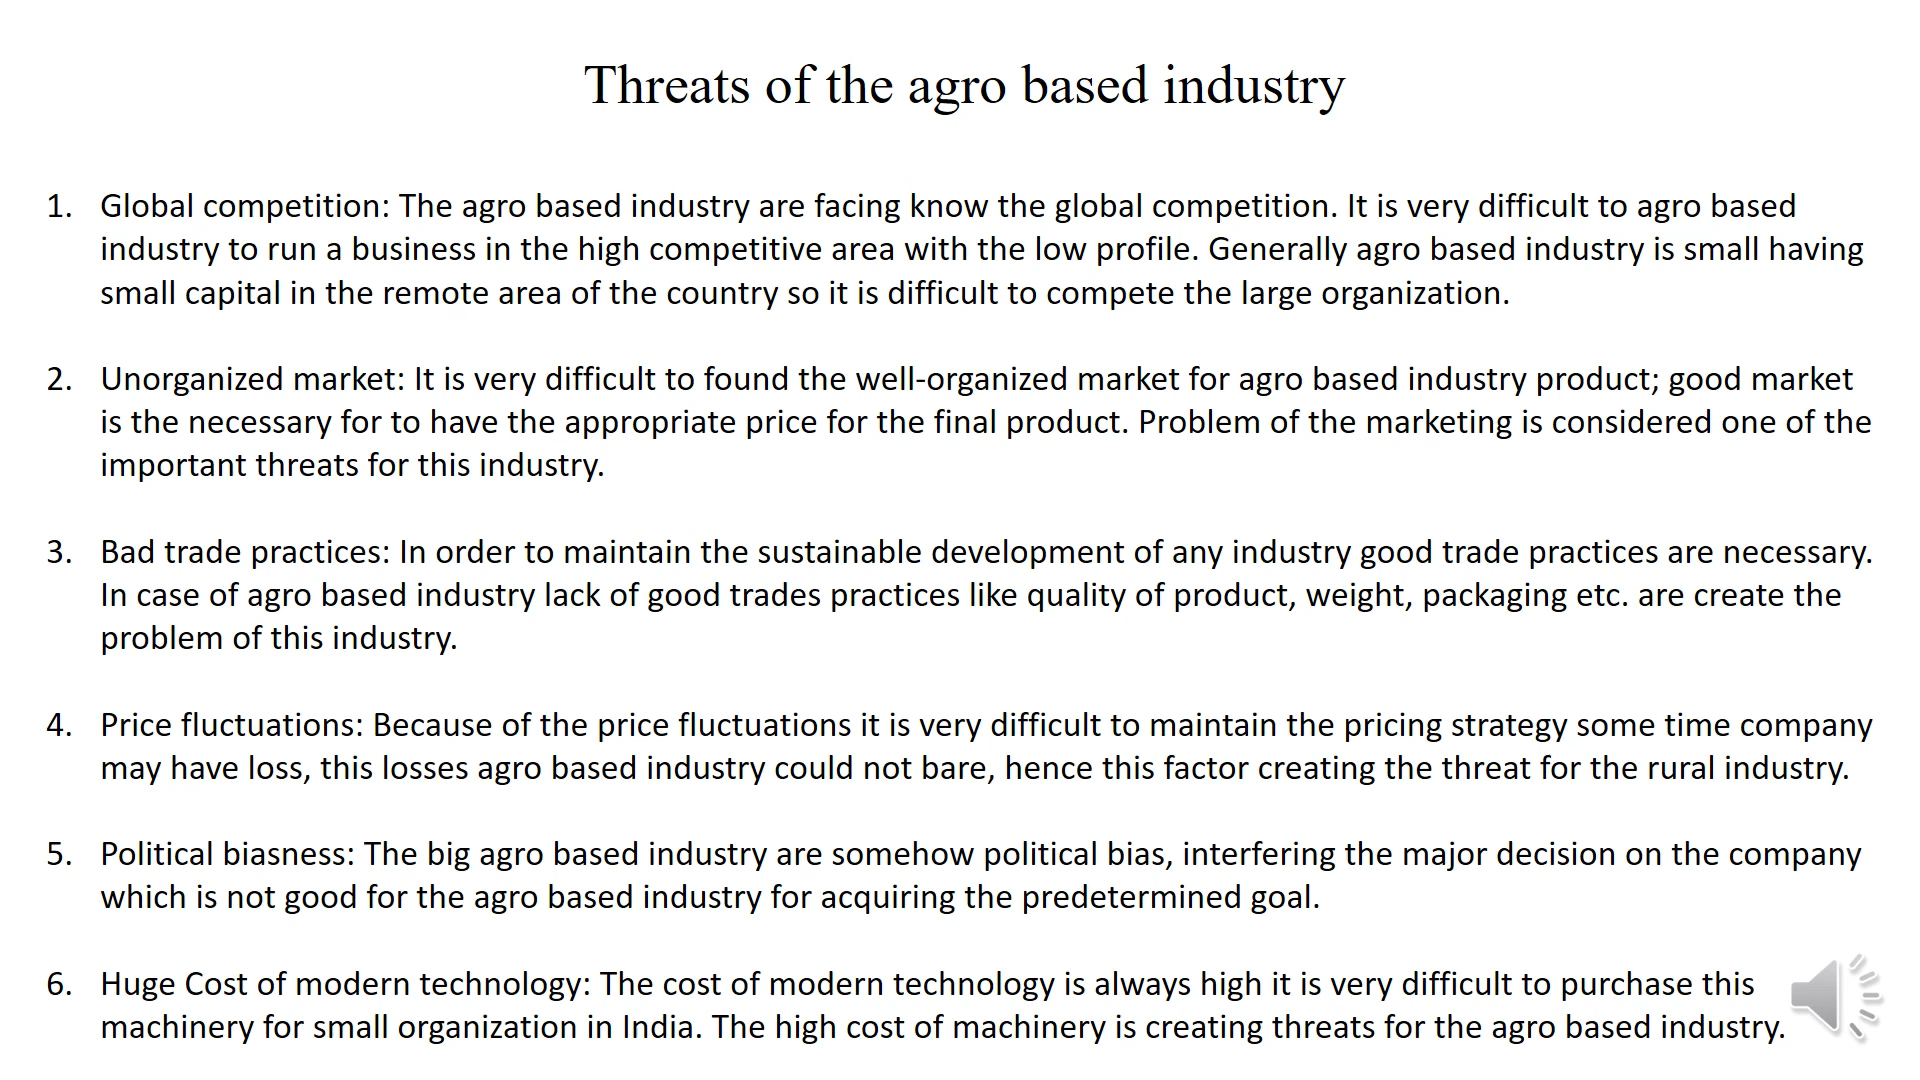 Threats of the agro based industry
1. Global competition: The agro based industry are facing know the global competition. It is very difficult to agro based
industry to run a business in the high competitive area with the low profile. Generally agro based industry is small having
small capital in the remote area of the country so it is difficult to compete the large organization.
2. Unorganized market: It is very difficult to found the well-organized market for agro based industry product; good market
is the necessary for to have the appropriate price for the final product. Problem of the marketing is considered one of the
important threats for this industry.
3. Bad trade practices: In order to maintain the sustainable development of any industry good trade practices are necessary.
In case of agro based industry lack of good trades practices like quality of product, weight, packaging etc. are create the
problem of this industry.
4. Price fluctuations: Because of the price fluctuations it is very difficult to maintain the pricing strategy some time company
may have loss, this losses agro based industry could not bare, hence this factor creating the threat for the rural industry.
5. Political biasness: The big agro based industry are somehow political bias, interfering the major decision on the company
which is not good for the agro based industry for acquiring the predetermined goal.
6. Huge Cost of modern technology: The cost of modern technology is always high it is very difficult to purchase this
machinery for small organization in India. The high cost of machinery is creating threats for the agro based industry.